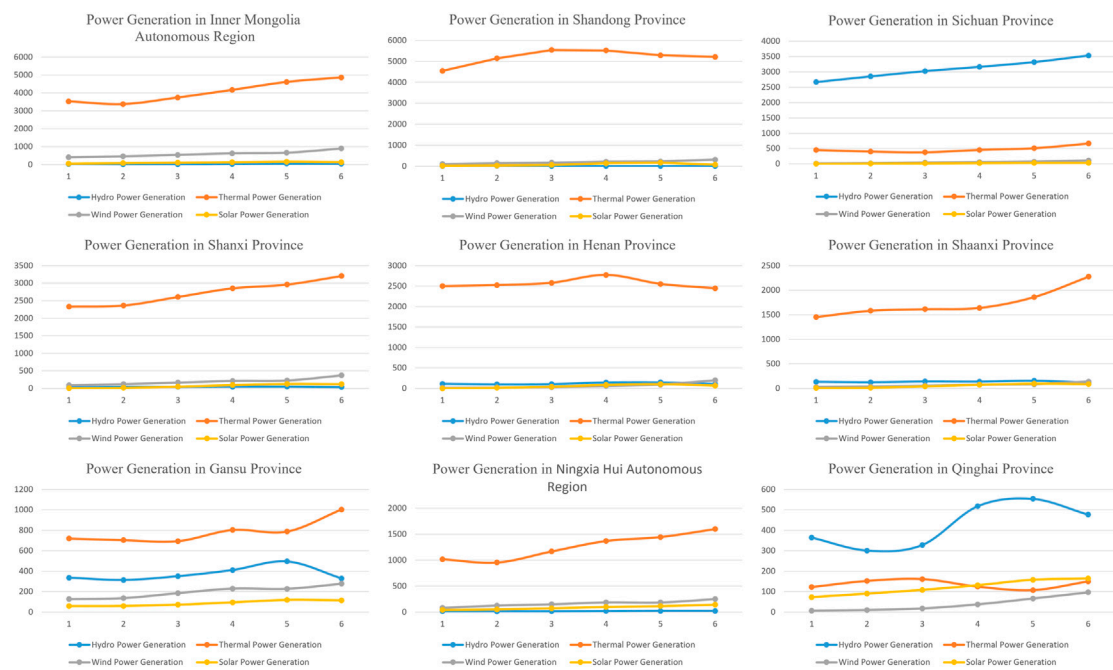 Power Generation in Inner Mongolia
Autonomous Region
6000
5000
4000
3000
2000
1000
0
1 2 3 4 5 6
Hydro Power Generation Thermal Power Generation
Wind Power Generation Solar Power Generation
Power Generation in Shandong Province
6000
5000
4000
3000
2000
1000
0
1 2 3 4 5 6
Hydro Power Generation Thermal Power Generation
Wind Power Generation Solar Power Generation
Power Generation in Sichuan Province
4000
3500
3000
2500
2000
1500
1000
500
0
1 2 3 4 5 6
Hydro Power Generation Thermal Power Generation
Wind Power Generation Solar Power Generation
Power Generation in Shanxi Province
3500
3000
2500
2000
1500
1000
500
0
1 2 3 4 5 6
Hydro Power Generation Thermal Power Generation
Wind Power Generation Solar Power Generation
Power Generation in Henan Province
3000
2500
2000
1500
1000
500
0
1 2 3 4 5 6
Hydro Power Generation Thermal Power Generation
Wind Power Generation Solar Power Generation
Power Generation in Shaanxi Province
2500
2000
1500
1000
500
0
1 2 3 4 5 6
Hydro Power Generation Thermal Power Generation
Wind Power Generation Solar Power Generation
Power Generation in Gansu Province
1200
1000
800
600
400
200
0
1 2 3 4 5 6
Hydro Power Generation Thermal Power Generation
Wind Power Generation Solar Power Generation
Power Generation in Ningxia Hui Autonomous
Region
2000
1500
1000
500
0
1 2 3 4 5 6
Hydro Power Generation Thermal Power Generation
Wind Power Generation Solar Power Generation
Power Generation in Qinghai Province
600
500
400
300
200
100
0
1 2 3 4 5 6
Hydro Power Generation Thermal Power Generation
Wind Power Generation Solar Power Generation